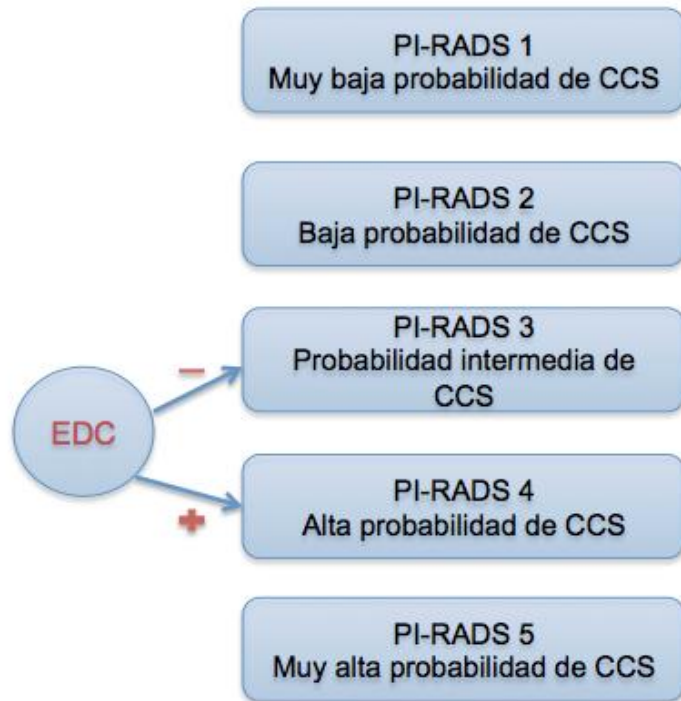 PI-RADS 1
Muy baja probabilidad de CCS
PI-RADS 2
Baja probabilidad de CCS
PI-RADS 3
Probabilidad intermedia de
CCS
EDC
−
+
PI-RADS 4
Alta probabilidad de CCS
PI-RADS 5
Muy alta probabilidad de CCS